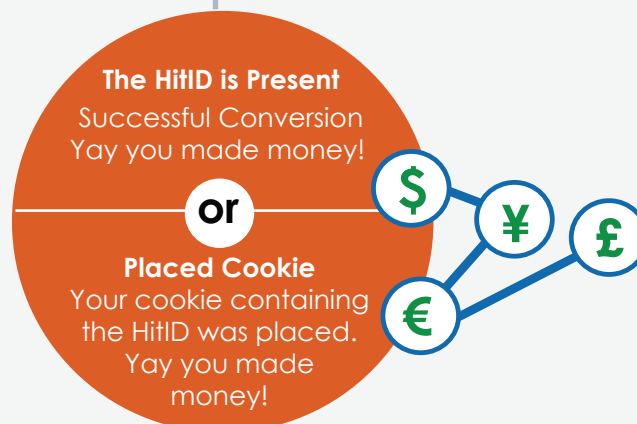 The HitID is Present
Successful Conversion
Yay you made money!
or
Placed Cookie
Your cookie containing
the HitID was placed.
Yay you made
money!
$
¥
£
€